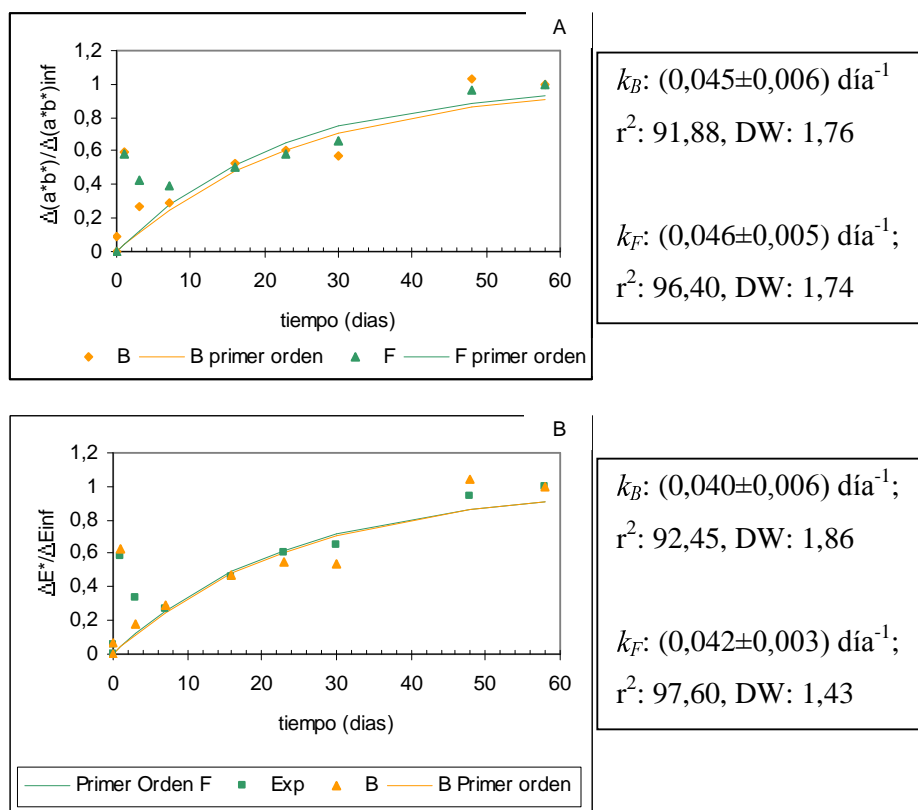 A
1,2
1
0,8
0,6
0,4
0,2
0
Δ(a*b*)/Δ(a*b*)inf
0 10 20 30 40 50 60
tiempo (dias)
B B primer orden F F primer orden
k_B: (0,045±0,006) día⁻¹
r²: 91,88, DW: 1,76
k_F: (0,046±0,005) día⁻¹;
r²: 96,40, DW: 1,74
B
1,2
1
0,8
0,6
0,4
0,2
0
ΔE*/ΔEinf
0 10 20 30 40 50 60
tiempo (dias)
Primer Orden F Exp B B Primer orden
k_B: (0,040±0,006) día⁻¹;
r²: 92,45, DW: 1,86
k_F: (0,042±0,003) día⁻¹;
r²: 97,60, DW: 1,43